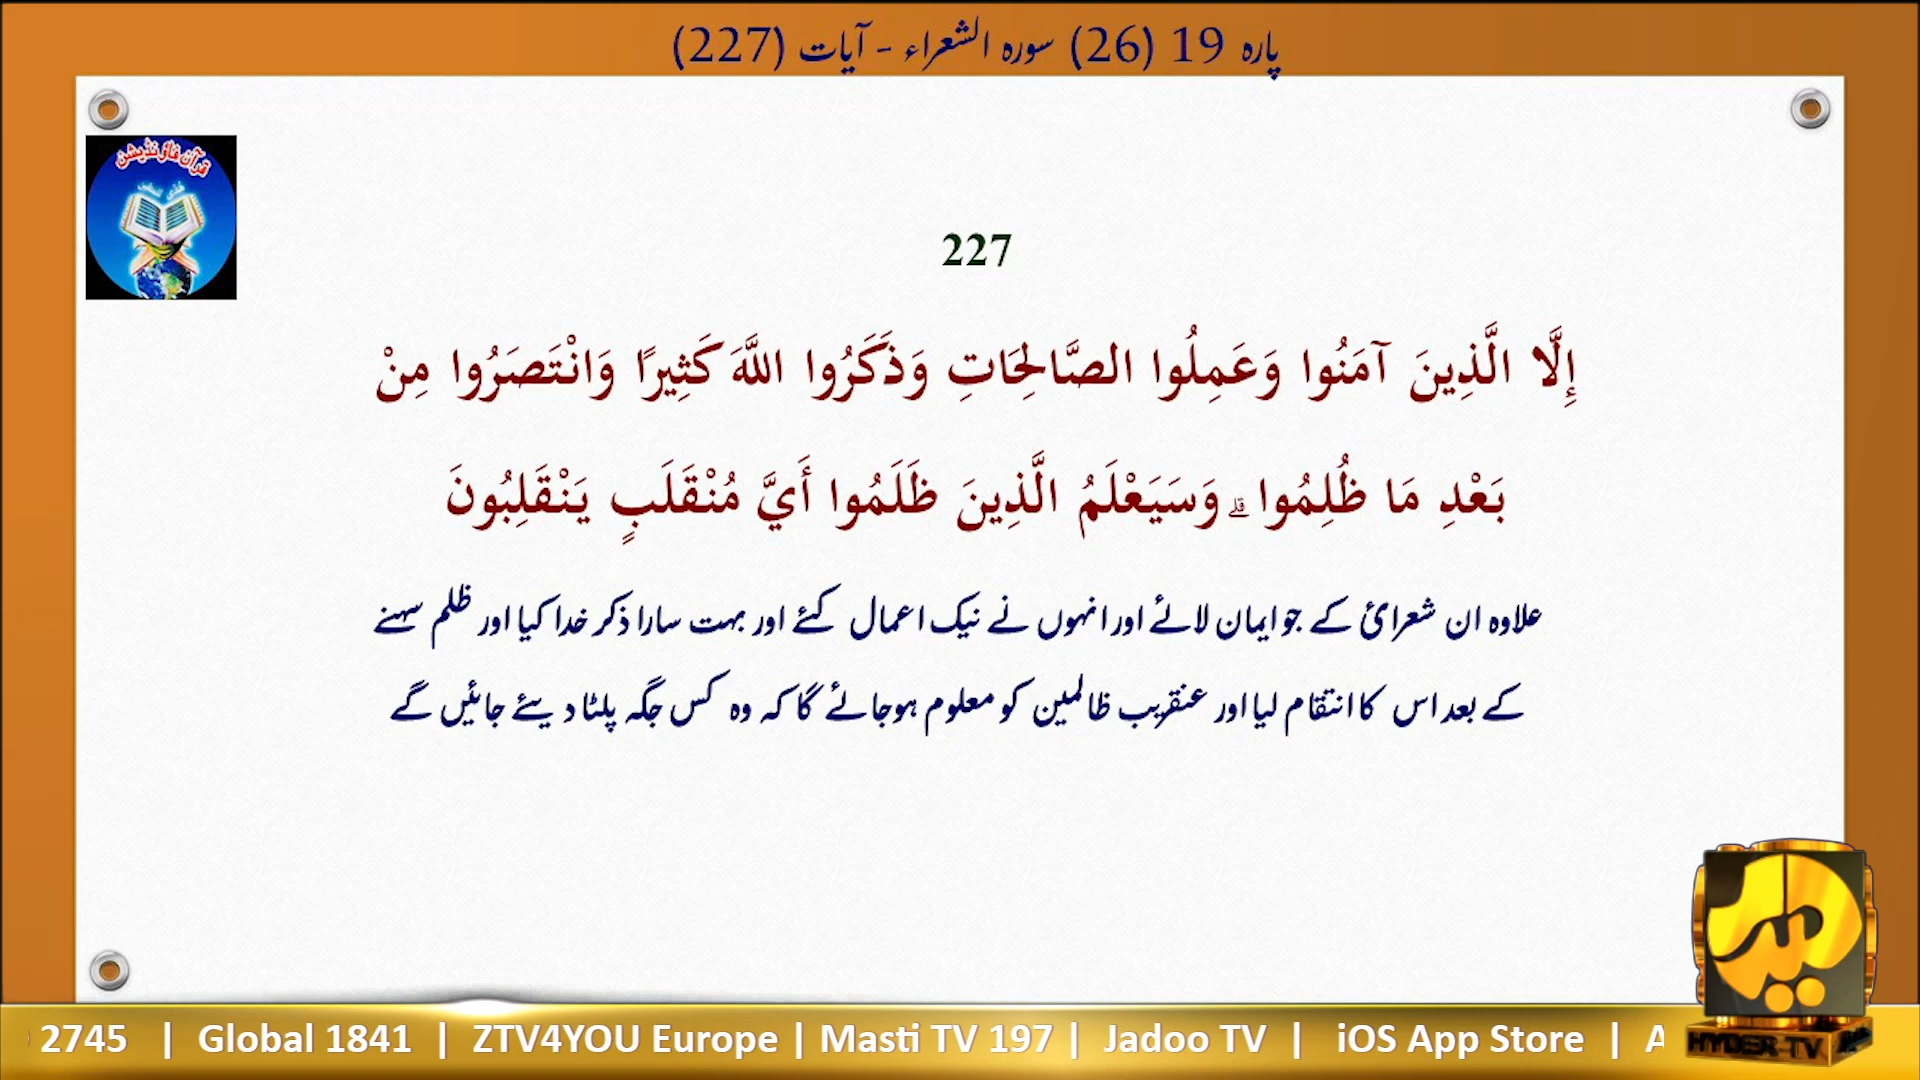 پارہ 19 (26) سورہ الشعراء - آیات (227)
قرآن فاؤنڈیشن
227
إِلَّا الَّذِينَ آمَنُوا وَعَمِلُوا الصَّالِحَاتِ وَذَكَرُوا اللَّهَ كَثِيرًا وَانْتَصَرُوا مِنْ
بَعْدِ مَا ظُلِمُوا ۗ وَسَيَعْلَمُ الَّذِينَ ظَلَمُوا أَيَّ مُنْقَلَبٍ يَنْقَلِبُونَ
علاوہ ان شعرائ کے جو ایمان لائے اور انہوں نے نیک اعمال کئے اور بہت سارا ذکر خدا کیا اور ظلم سہنے
کے بعد اس کا انتقام لیا اور عنقریب ظالمین کو معلوم ہوجائے گا کہ وہ کس جگہ پلٹا دیئے جائیں گے
2745 | Global 1841 | ZTV4YOU Europe | Masti TV 197 | Jadoo TV | iOS App Store | A
HYDER TV